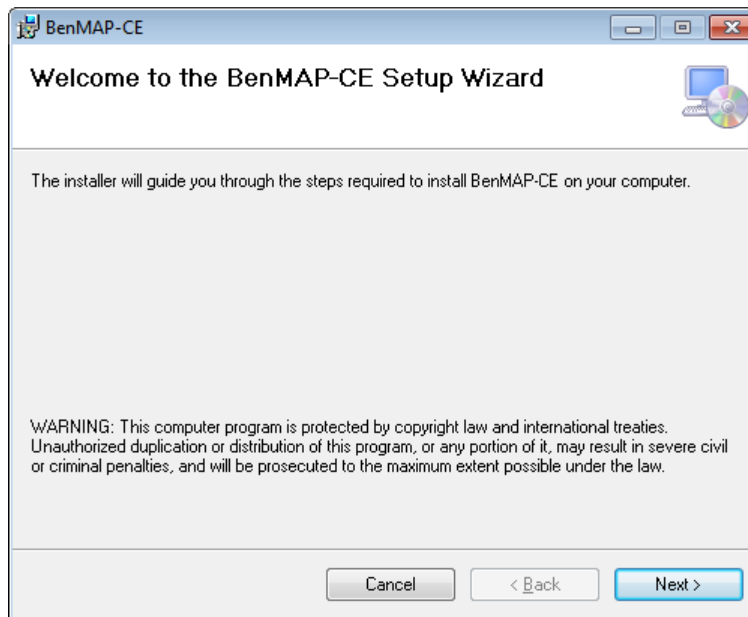 BenMAP-CE
Welcome to the BenMAP-CE Setup Wizard
The installer will guide you through the steps required to install BenMAP-CE on your computer.
WARNING: This computer program is protected by copyright law and international treaties.
Unauthorized duplication or distribution of this program, or any portion of it, may result in severe civil
or criminal penalties, and will be prosecuted to the maximum extent possible under the law.
Cancel
< Back
Next >